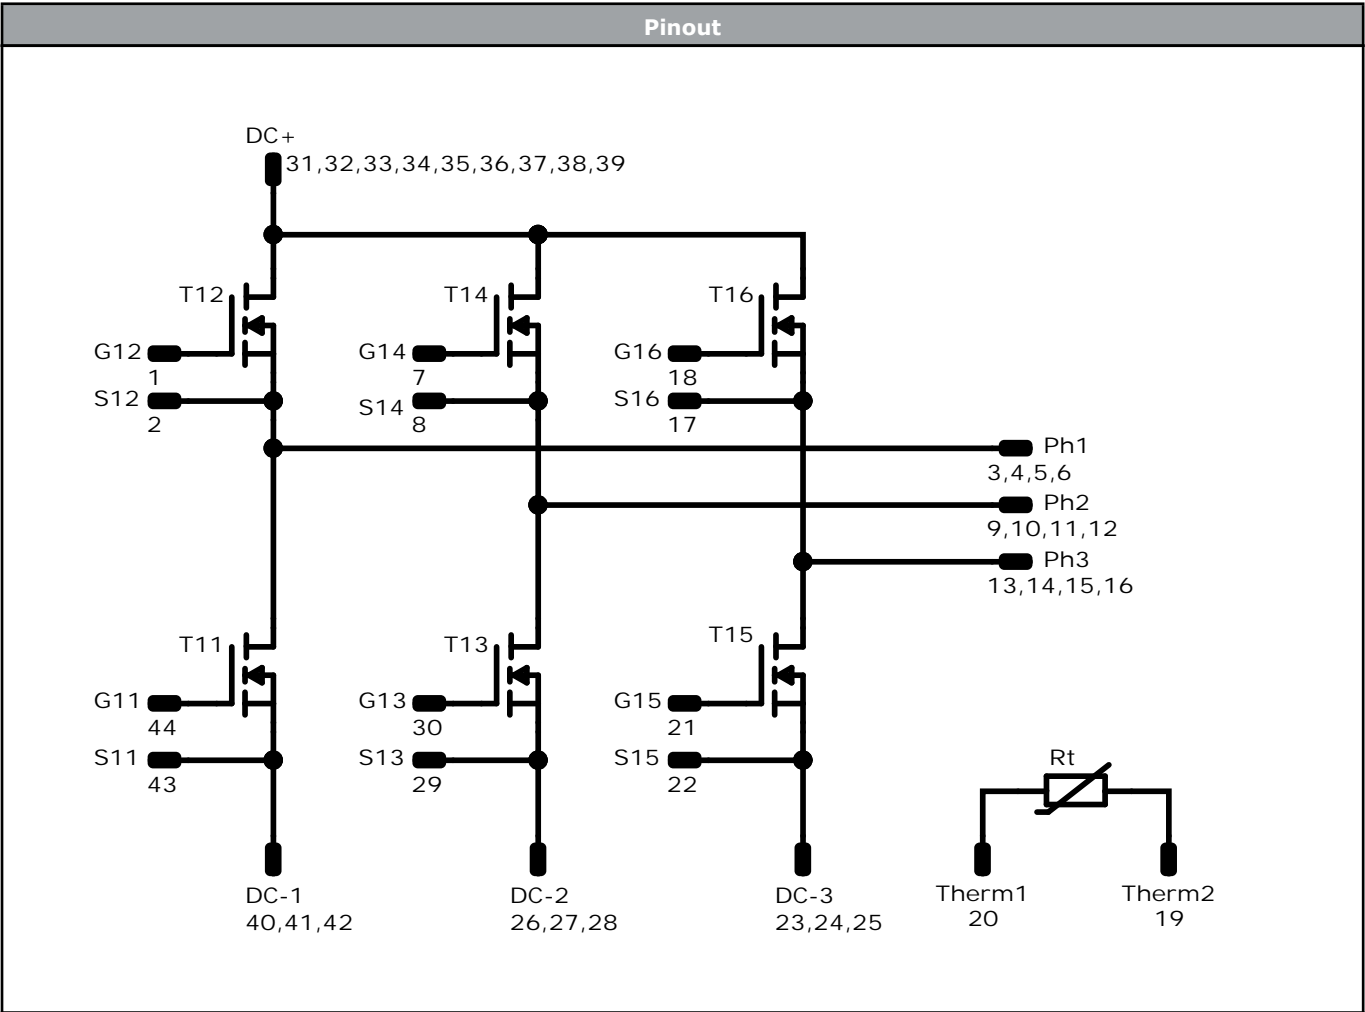 Pinout
DC+
31,32,33,34,35,36,37,38,39
T12
T14
T16
G12
1
G14
7
G16
18
S12
2
S14
8
S16
17
Ph1
3,4,5,6
Ph2
9,10,11,12
Ph3
13,14,15,16
T11
T13
T15
G11
44
G13
30
G15
21
S11
43
S13
29
S15
22
Rt
DC-1
40,41,42
DC-2
26,27,28
DC-3
23,24,25
Therm1
20
Therm2
19